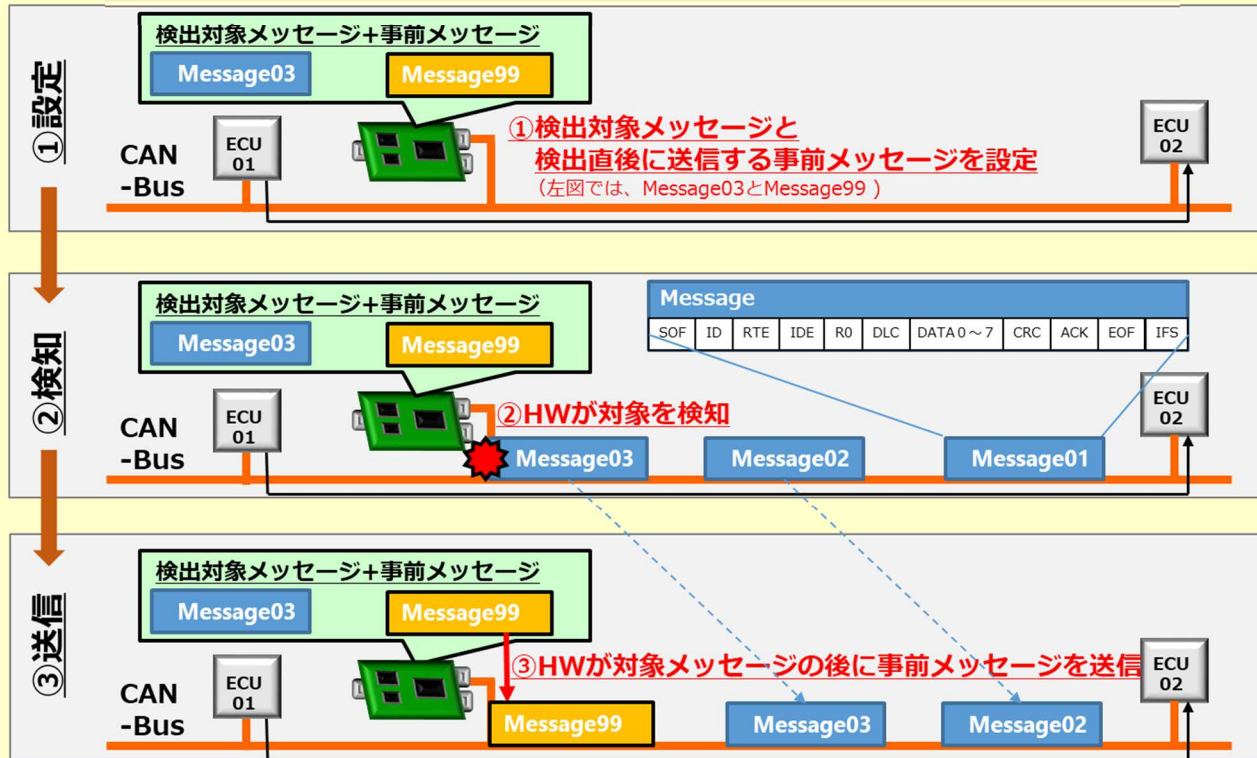 ①設定
検出対象メッセージ+事前メッセージ
Message03
Message99
ECU
01
CAN
-Bus
①検出対象メッセージと
検出直後に送信する事前メッセージを設定
(左図では、Message03とMessage99 )
ECU
02
②検知
検出対象メッセージ+事前メッセージ
Message03
Message99
Message
SOF ID RTE IDE R0 DLC DATA0～7 CRC ACK EOF IFS
ECU
01
CAN
-Bus
②HWが対象を検知
Message03
Message02
Message01
ECU
02
③送信
検出対象メッセージ+事前メッセージ
Message03
Message99
ECU
01
CAN
-Bus
③HWが対象メッセージの後に事前メッセージを送信
Message99
Message03
Message02
ECU
02